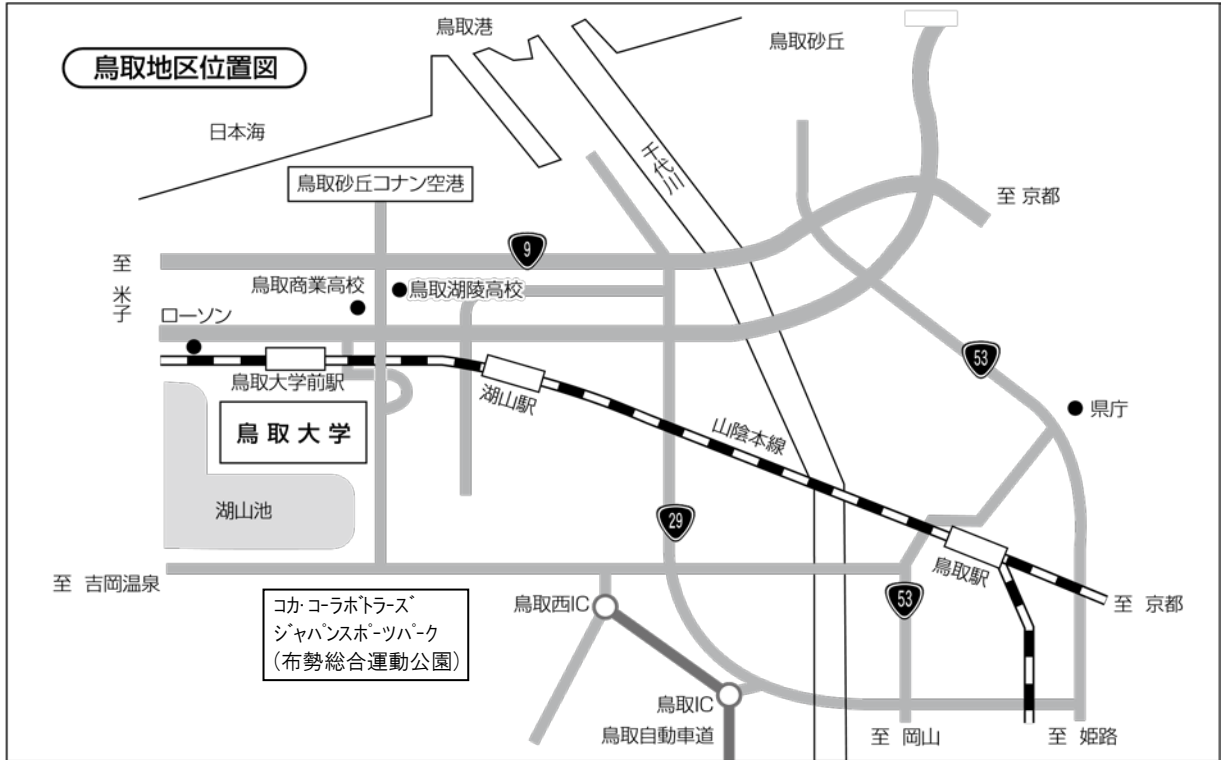 鳥取港
鳥取砂丘
鳥取地区位置図
日本海
千代川
鳥取砂丘コナン空港
至 京都
9
至
米子
鳥取商業高校
鳥取湖陵高校
ローソン
53
鳥取大学前駅
湖山駅
県庁
鳥取大学
山陰本線
湖山池
29
鳥取駅
至 吉岡温泉
コカ・コーラボトラーズ
ジャパンスポーツパーク
(布勢総合運動公園)
鳥取西IC
53
至 京都
鳥取IC
鳥取自動車道
至 岡山
至 姫路